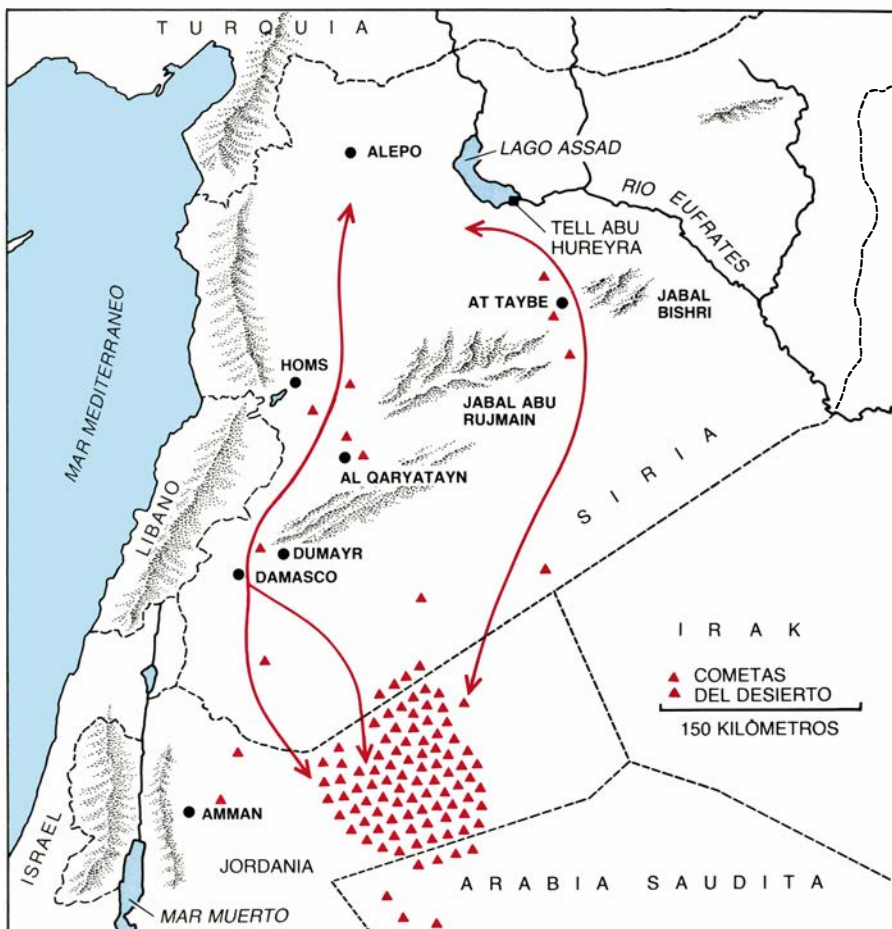 TURQUIA
ALEPO
LAGO ASSAD
RIO EUFRATES
TELL ABU
HUREYRA
AT TAYBE
JABAL
BISHRI
MAR MEDITERRANEO
HOMS
JABAL ABU
RUJMAIN
AL QARYATAYN
SIRIA
LIBANO
DUMAYR
DAMASCO
IRAK
COMETAS
DEL DESIERTO
150 KILÒMETROS
AMMAN
ISRAEL
JORDANIA
ARABIA SAUDITA
MAR MUERTO